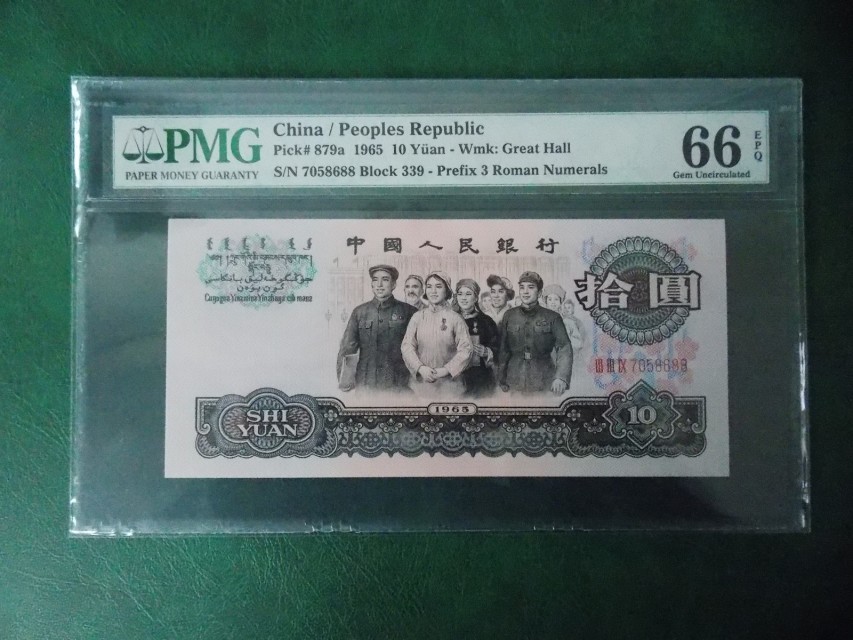 PMG
PAPER MONEY GUARANTY
China / Peoples Republic
Pick# 879a 1965 10 Yüan - Wmk: Great Hall
S/N 7058688 Block 339 - Prefix 3 Roman Numerals
66 EPQ
Gem Uncirculated
中國人民銀行
拾圓
7058688
1965
SHI
YUAN
10